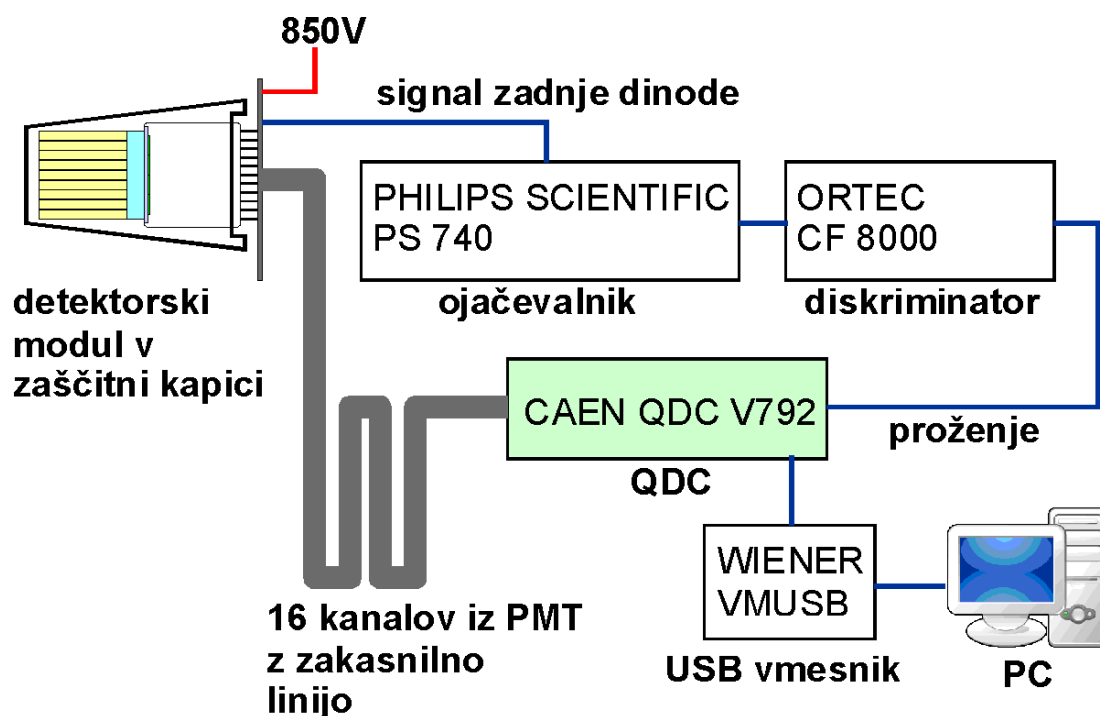 850V
signal zadnje dinode
PHILIPS SCIENTIFIC
PS 740
ojačevalnik
ORTEC
CF 8000
diskriminator
detektorski
modul v
zaščitni kapici
CAEN QDC V792
QDC
proženje
16 kanalov iz PMT
z zakasnilno
linijo
WIENER
VMUSB
USB vmesnik
PC